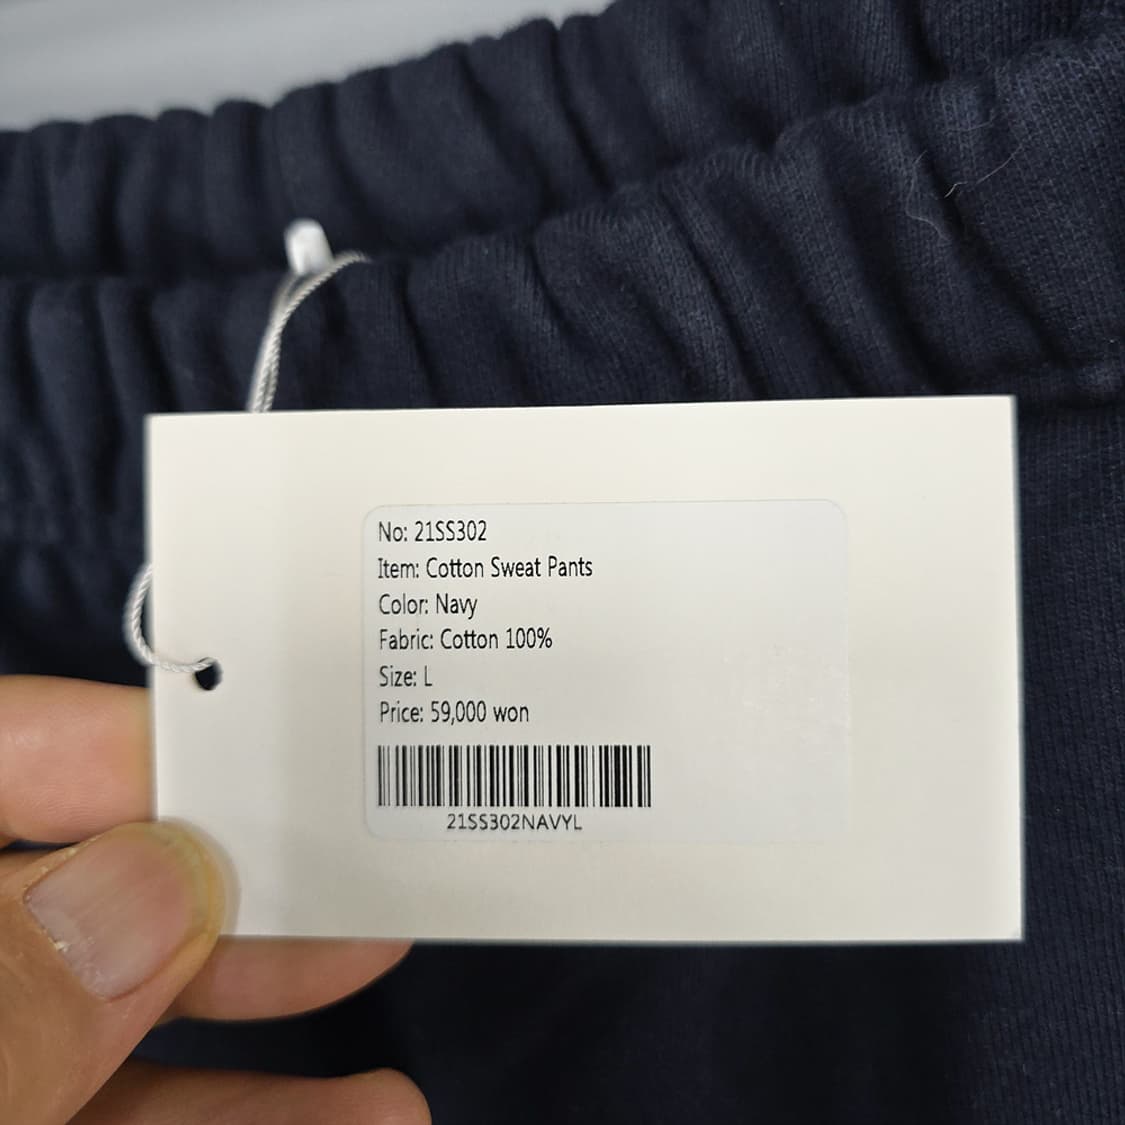 No: 21SS302
Item: Cotton Sweat Pants
Color: Navy
Fabric: Cotton 100%
Size: L
Price: 59,000 won
21SS302NAVYL